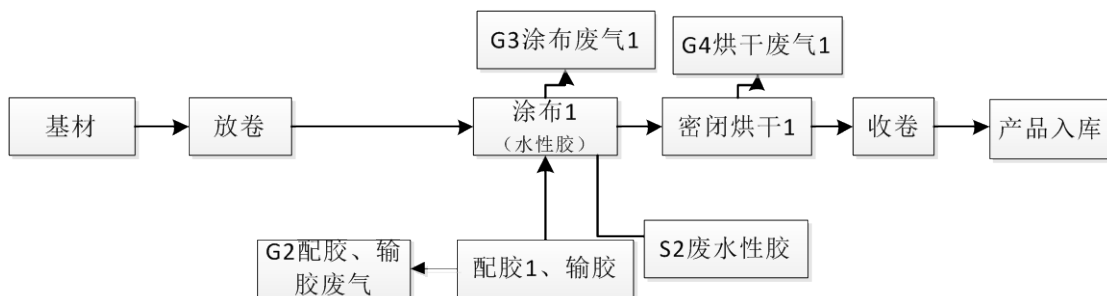 G3涂布废气1
G4烘干废气1
基材
放卷
涂布1
（水性胶）
密闭烘干1
收卷
产品入库
G2配胶、输
胶废气
配胶1、输胶
S2废水性胶